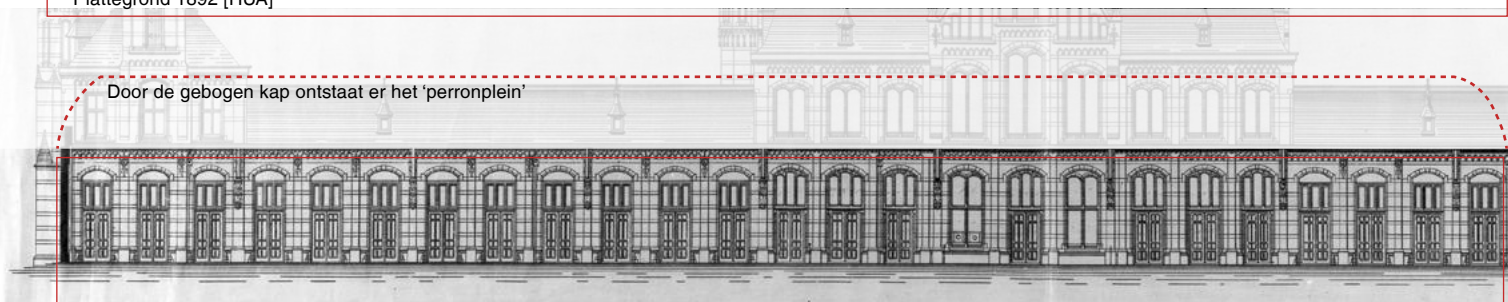 Plattegrond 1892 [HUA]
Door de gebogen kap ontstaat er het ‘perronplein’